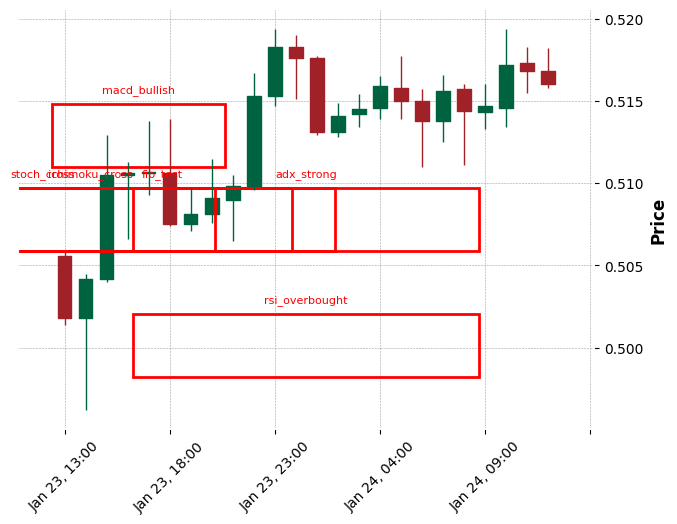 0.520
macd_bullish
0.515
stoch_cross
ichimoku_cross
fib_test
adx_strong
0.510
Price
0.505
rsi_overbought
0.500
Jan 23, 13:00
Jan 23, 18:00
Jan 23, 23:00
Jan 24, 04:00
Jan 24, 09:00